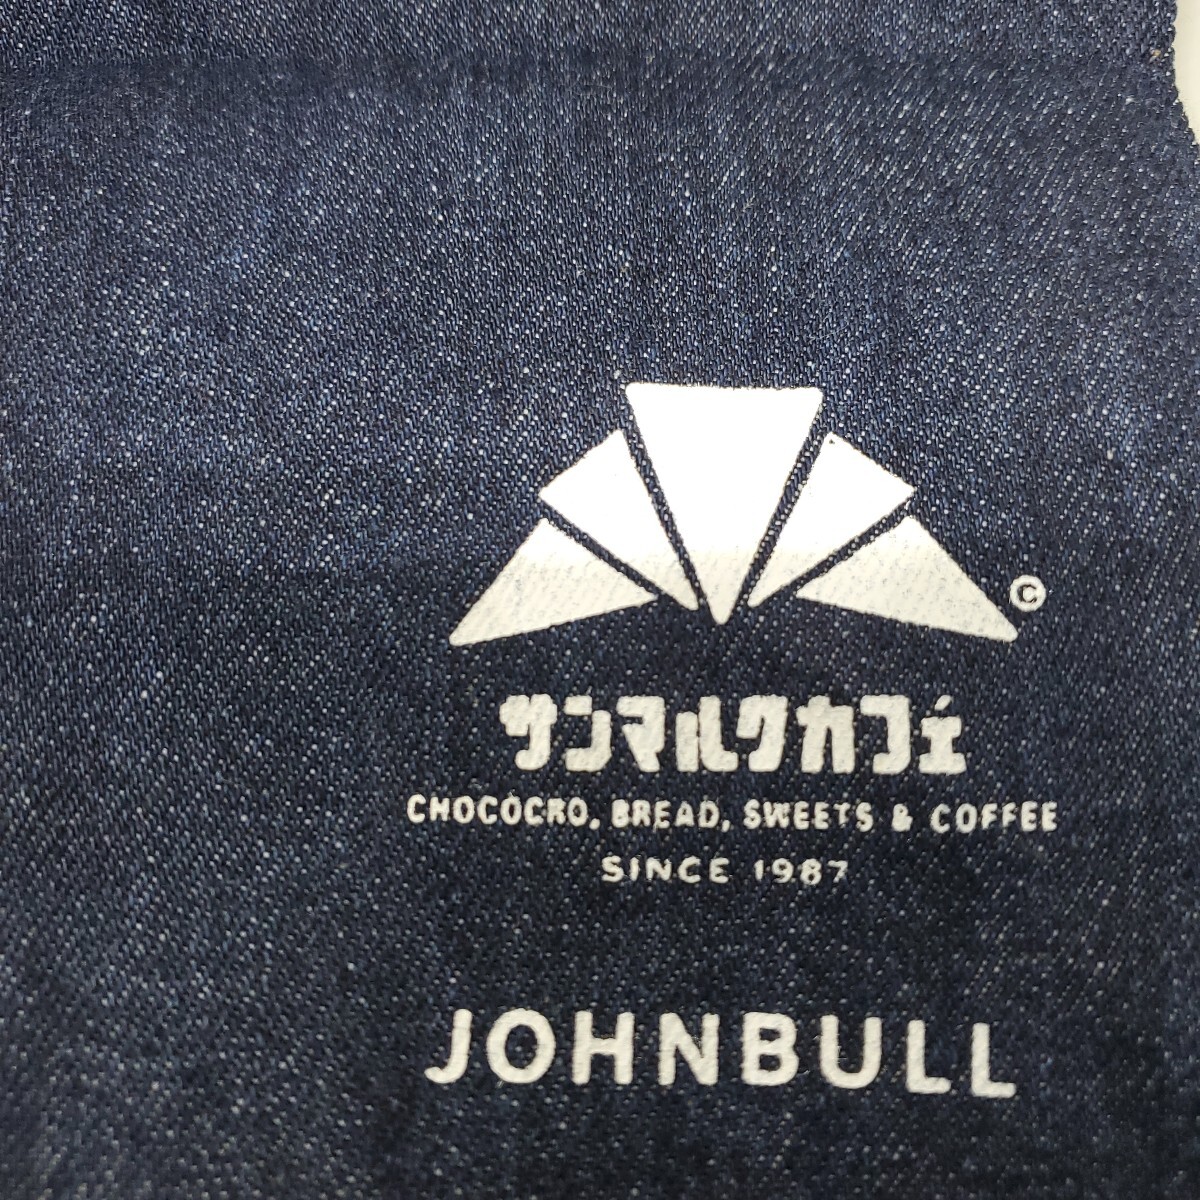 ©
サンマルクカフェ
CHOCOCRO, BREAD, SWEETS & COFFEE
SINCE 1987
JOHNBULL